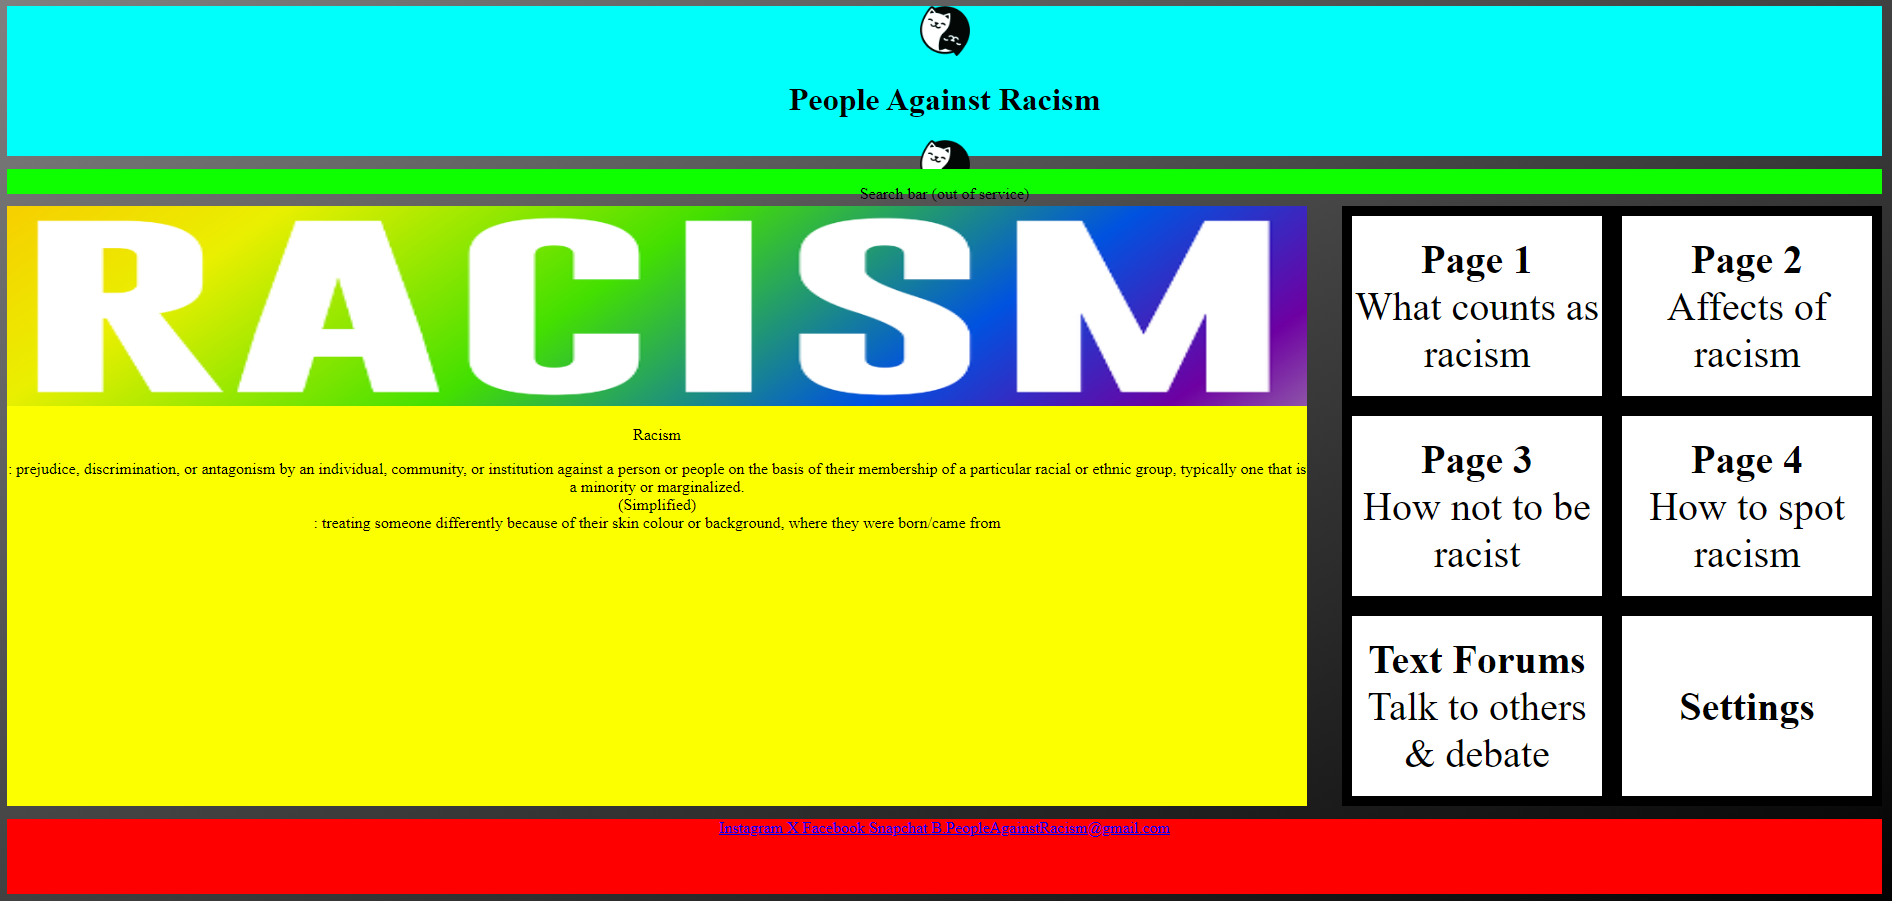 People Against Racism
Search bar (out of service)
RACISM
Racism
: prejudice, discrimination, or antagonism by an individual, community, or institution against a person or people on the basis of their membership of a particular racial or ethnic group, typically one that is
a minority or marginalized.
(Simplified)
: treating someone differently because of their skin colour or background, where they were born/came from
Page 1
What counts as
racism
Page 2
Affects of
racism
Page 3
How not to be
racist
Page 4
How to spot
racism
Text Forums
Talk to others
& debate
Settings
Instagram X Facebook Snapchat B.PeopleAgainstRacism@gmail.com